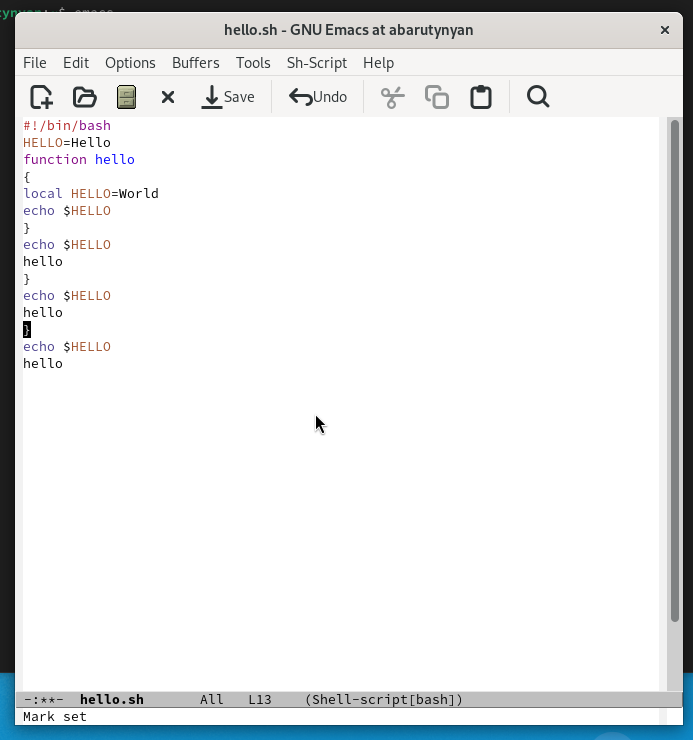 hello.sh - GNU Emacs at abarutynyan
File Edit Options Buffers Tools Sh-Script Help
Save Undo
#!/bin/bash
HELLO=Hello
function hello
{
local HELLO=World
echo $HELLO
}
echo $HELLO
hello
}
echo $HELLO
hello
}
echo $HELLO
hello
-:**- hello.sh All L13 (Shell-script[bash])
Mark set